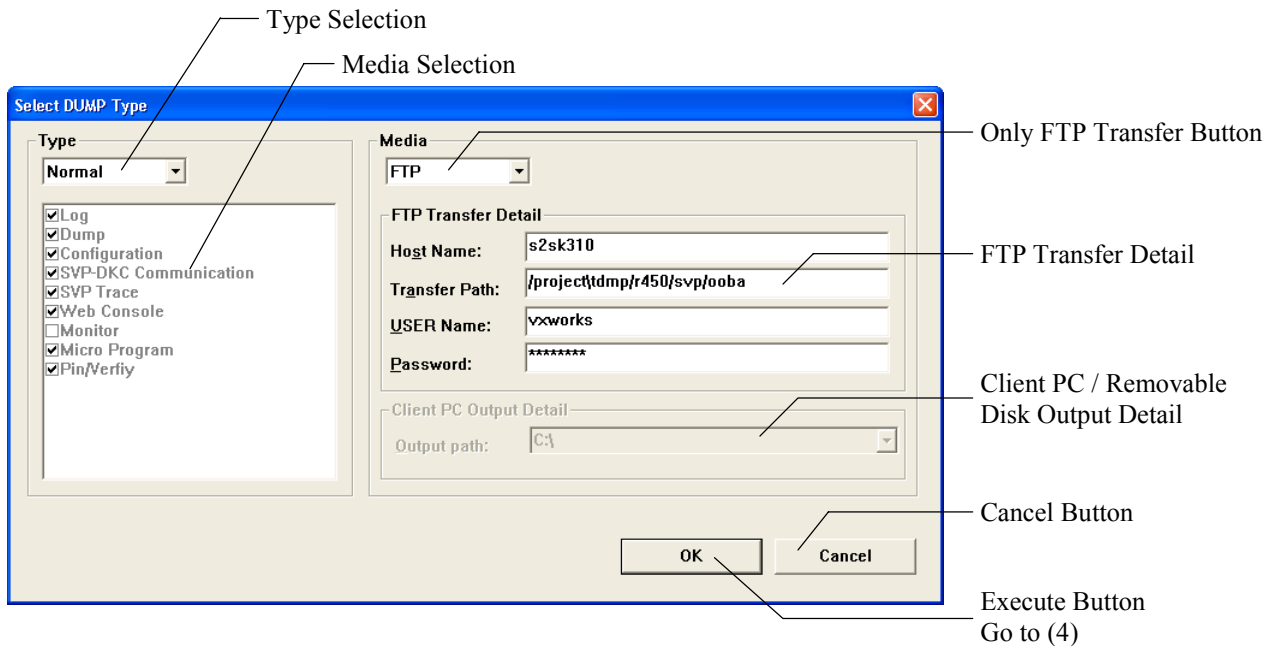 Type Selection
Media Selection
Select DUMP Type
Type
Normal
Log
Dump
Configuration
SVP-DKC Communication
SVP Trace
Web Console
Monitor
Micro Program
Pin/Verfiy
Media
FTP
FTP Transfer Detail
Host Name: s2sk310
Transfer Path: /project\tdmp/r450/svp/ooba
USER Name: vxworks
Password: ********
Client PC Output Detail
Output path: C:\
OK Cancel
Only FTP Transfer Button
FTP Transfer Detail
Client PC / Removable
Disk Output Detail
Cancel Button
Execute Button
Go to (4)